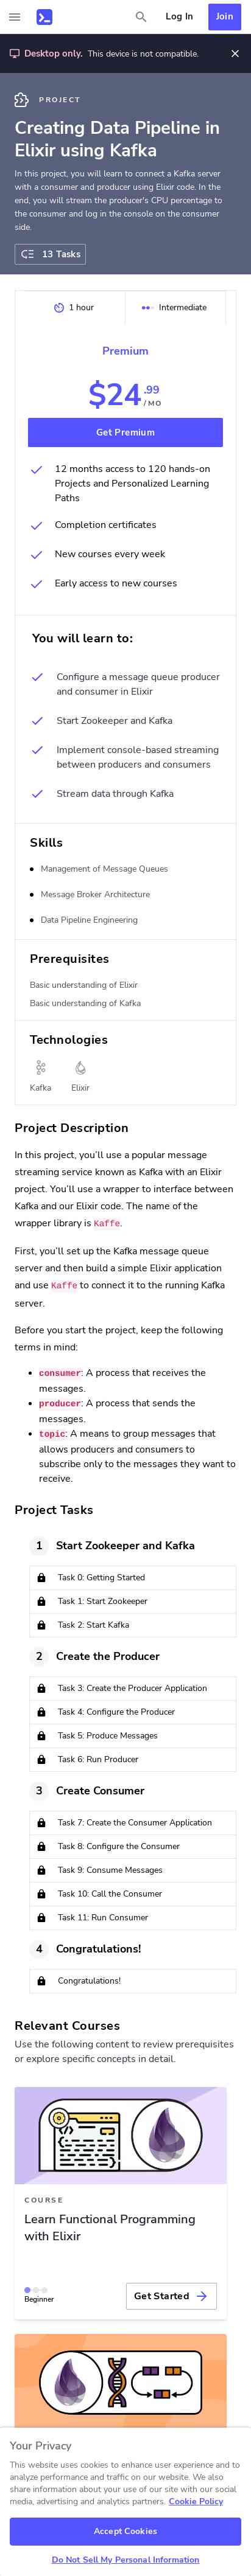 Log In
Join
Desktop only. This device is not compatible.
PROJECT
Creating Data Pipeline in
Elixir using Kafka
In this project, you will learn to connect a Kafka server
with a consumer and producer using Elixir code. In the
end, you will stream the producer's CPU percentage to
the consumer and log in the console on the consumer
side.
13 Tasks
1 hour
Intermediate
Premium
$24.99
/ MO
Get Premium
12 months access to 120 hands-on
Projects and Personalized Learning
Paths
Completion certificates
New courses every week
Early access to new courses
You will learn to:
Configure a message queue producer
and consumer in Elixir
Start Zookeeper and Kafka
Implement console-based streaming
between producers and consumers
Stream data through Kafka
Skills
Management of Message Queues
Message Broker Architecture
Data Pipeline Engineering
Prerequisites
Basic understanding of Elixir
Basic understanding of Kafka
Technologies
Kafka
Elixir
Project Description
In this project, you’ll use a popular message
streaming service known as Kafka with an Elixir
project. You’ll use a wrapper to interface between
Kafka and our Elixir code. The name of the
wrapper library is Kaffe.
First, you’ll set up the Kafka message queue
server and then build a simple Elixir application
and use Kaffe to connect it to the running Kafka
server.
Before you start the project, keep the following
terms in mind:
• consumer: A process that receives the
messages.
• producer: A process that sends the
messages.
• topic: A means to group messages that
allows producers and consumers to
subscribe only to the messages they want to
receive.
Project Tasks
1 Start Zookeeper and Kafka
Task 0: Getting Started
Task 1: Start Zookeeper
Task 2: Start Kafka
2 Create the Producer
Task 3: Create the Producer Application
Task 4: Configure the Producer
Task 5: Produce Messages
Task 6: Run Producer
3 Create Consumer
Task 7: Create the Consumer Application
Task 8: Configure the Consumer
Task 9: Consume Messages
Task 10: Call the Consumer
Task 11: Run Consumer
4 Congratulations!
Congratulations!
Relevant Courses
Use the following content to review prerequisites
or explore specific concepts in detail.
COURSE
Learn Functional Programming
with Elixir
Beginner
Get Started
Your Privacy
This website uses cookies to enhance user experience and to
analyze performance and traffic on our website. We also
share information about your use of our site with our social
media, advertising and analytics partners. Cookie Policy
Accept Cookies
Do Not Sell My Personal Information